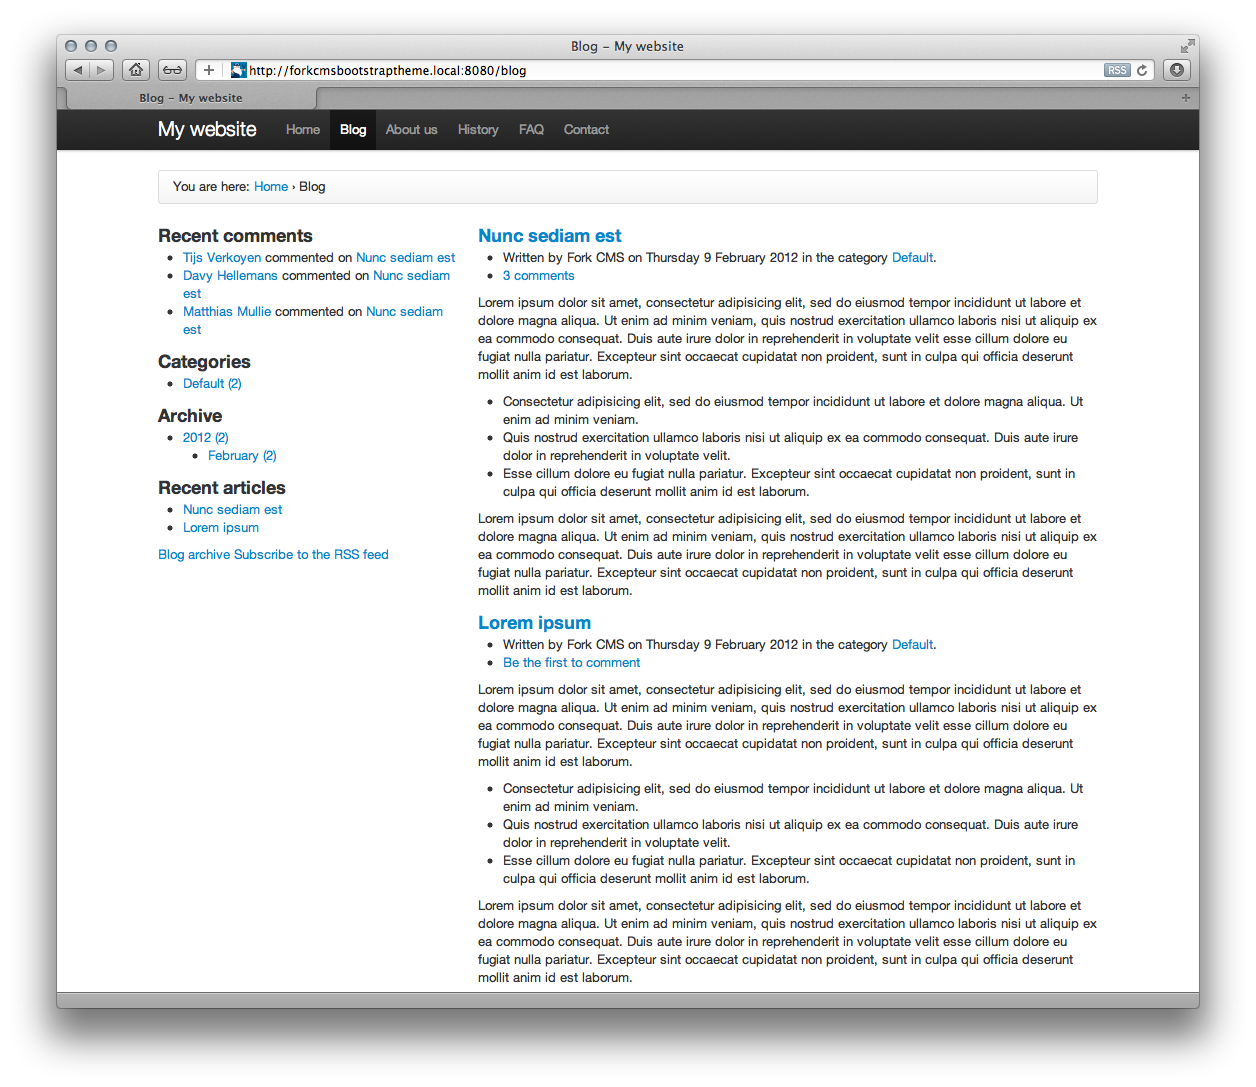 Blog – My website
http://forkcmsbootstraptheme.local:8080/blog
RSS
Blog – My website
My website Home Blog About us History FAQ Contact
You are here: Home › Blog
Recent comments
Tijs Verkoyen commented on Nunc sediam est
Davy Hellemans commented on Nunc sediam
est
Matthias Mullie commented on Nunc sediam
est
Categories
Default (2)
Archive
2012 (2)
February (2)
Recent articles
Nunc sediam est
Lorem ipsum
Blog archive Subscribe to the RSS feed
Nunc sediam est
Written by Fork CMS on Thursday 9 February 2012 in the category Default.
3 comments
Lorem ipsum dolor sit amet, consectetur adipisicing elit, sed do eiusmod tempor incididunt ut labore et
dolore magna aliqua. Ut enim ad minim veniam, quis nostrud exercitation ullamco laboris nisi ut aliquip ex
ea commodo consequat. Duis aute irure dolor in reprehenderit in voluptate velit esse cillum dolore eu
fugiat nulla pariatur. Excepteur sint occaecat cupidatat non proident, sunt in culpa qui officia deserunt
mollit anim id est laborum.
Consectetur adipisicing elit, sed do eiusmod tempor incididunt ut labore et dolore magna aliqua. Ut
enim ad minim veniam.
Quis nostrud exercitation ullamco laboris nisi ut aliquip ex ea commodo consequat. Duis aute irure
dolor in reprehenderit in voluptate velit.
Esse cillum dolore eu fugiat nulla pariatur. Excepteur sint occaecat cupidatat non proident, sunt in
culpa qui officia deserunt mollit anim id est laborum.
Lorem ipsum dolor sit amet, consectetur adipisicing elit, sed do eiusmod tempor incididunt ut labore et
dolore magna aliqua. Ut enim ad minim veniam, quis nostrud exercitation ullamco laboris nisi ut aliquip ex
ea commodo consequat. Duis aute irure dolor in reprehenderit in voluptate velit esse cillum dolore eu
fugiat nulla pariatur. Excepteur sint occaecat cupidatat non proident, sunt in culpa qui officia deserunt
mollit anim id est laborum.
Lorem ipsum
Written by Fork CMS on Thursday 9 February 2012 in the category Default.
Be the first to comment
Lorem ipsum dolor sit amet, consectetur adipisicing elit, sed do eiusmod tempor incididunt ut labore et
dolore magna aliqua. Ut enim ad minim veniam, quis nostrud exercitation ullamco laboris nisi ut aliquip ex
ea commodo consequat. Duis aute irure dolor in reprehenderit in voluptate velit esse cillum dolore eu
fugiat nulla pariatur. Excepteur sint occaecat cupidatat non proident, sunt in culpa qui officia deserunt
mollit anim id est laborum.
Consectetur adipisicing elit, sed do eiusmod tempor incididunt ut labore et dolore magna aliqua. Ut
enim ad minim veniam.
Quis nostrud exercitation ullamco laboris nisi ut aliquip ex ea commodo consequat. Duis aute irure
dolor in reprehenderit in voluptate velit.
Esse cillum dolore eu fugiat nulla pariatur. Excepteur sint occaecat cupidatat non proident, sunt in
culpa qui officia deserunt mollit anim id est laborum.
Lorem ipsum dolor sit amet, consectetur adipisicing elit, sed do eiusmod tempor incididunt ut labore et
dolore magna aliqua. Ut enim ad minim veniam, quis nostrud exercitation ullamco laboris nisi ut aliquip ex
ea commodo consequat. Duis aute irure dolor in reprehenderit in voluptate velit esse cillum dolore eu
fugiat nulla pariatur. Excepteur sint occaecat cupidatat non proident, sunt in culpa qui officia deserunt
mollit anim id est laborum.